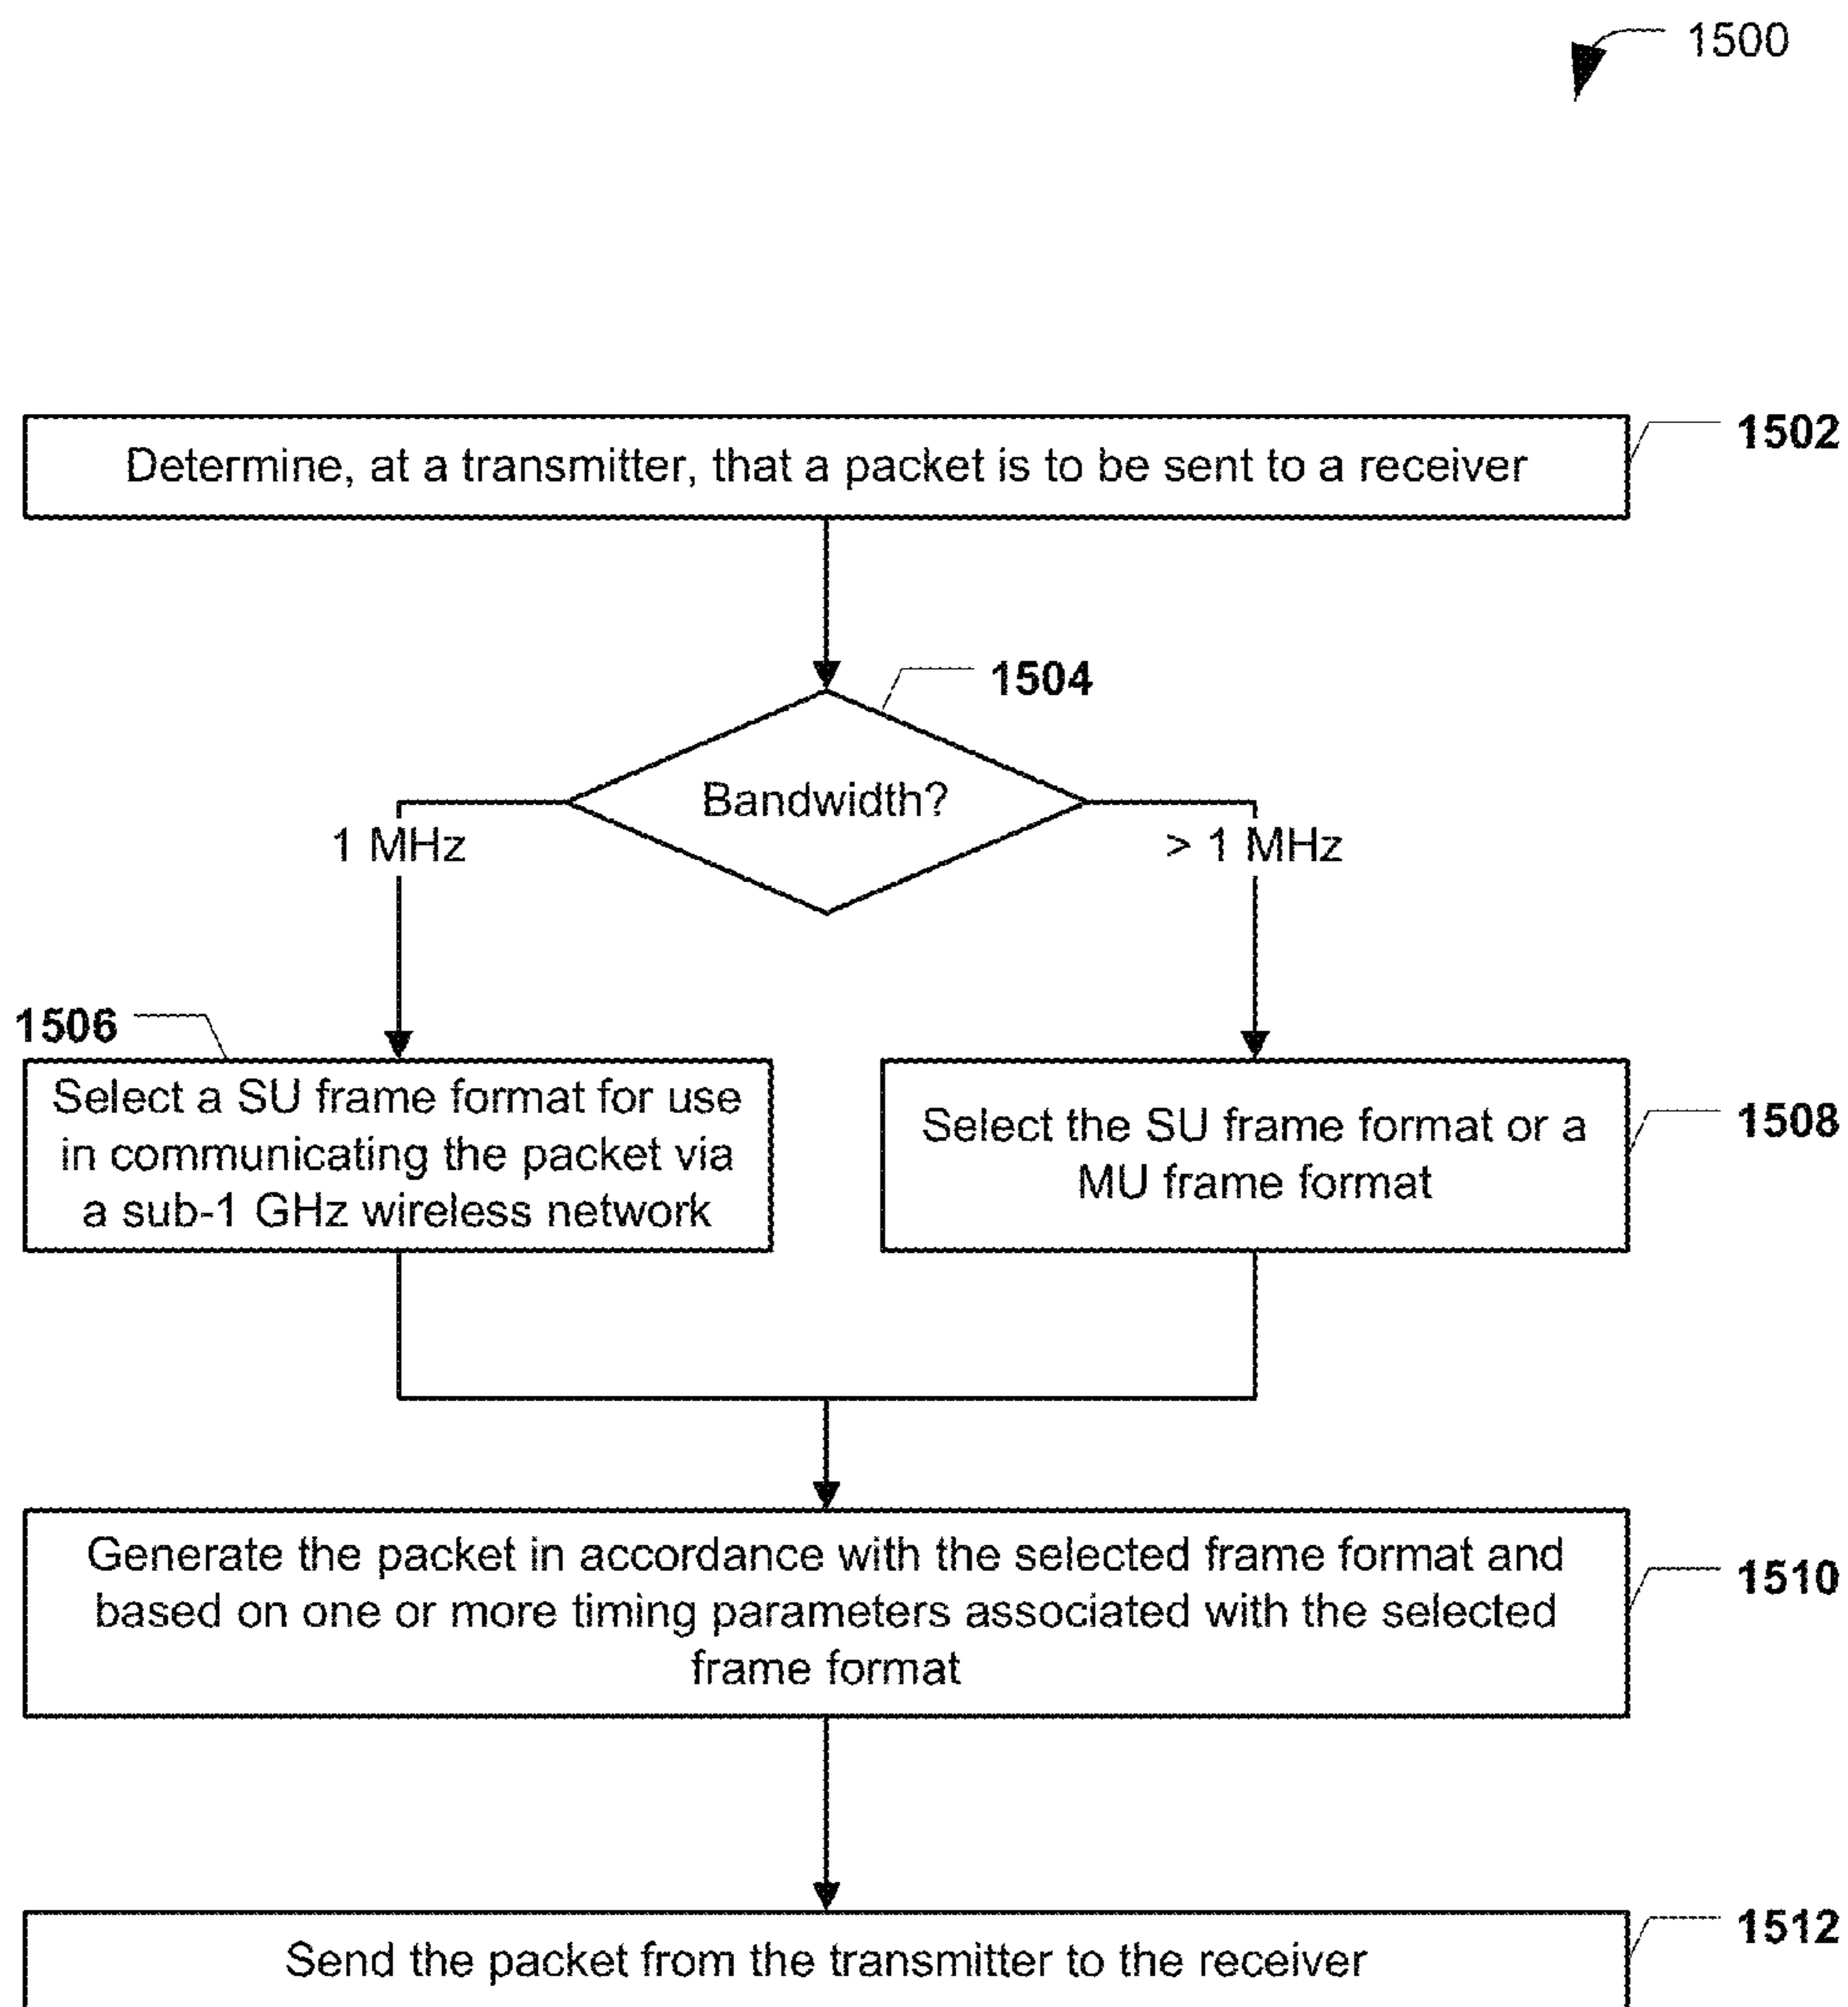 1500
Determine, at a transmitter, that a packet is to be sent to a receiver
1502
1504
Bandwidth?
1 MHz
> 1 MHz
1506
Select a SU frame format for use
in communicating the packet via
a sub-1 GHz wireless network
Select the SU frame format or a
MU frame format
1508
Generate the packet in accordance with the selected frame format and
based on one or more timing parameters associated with the selected
frame format
1510
Send the packet from the transmitter to the receiver
1512